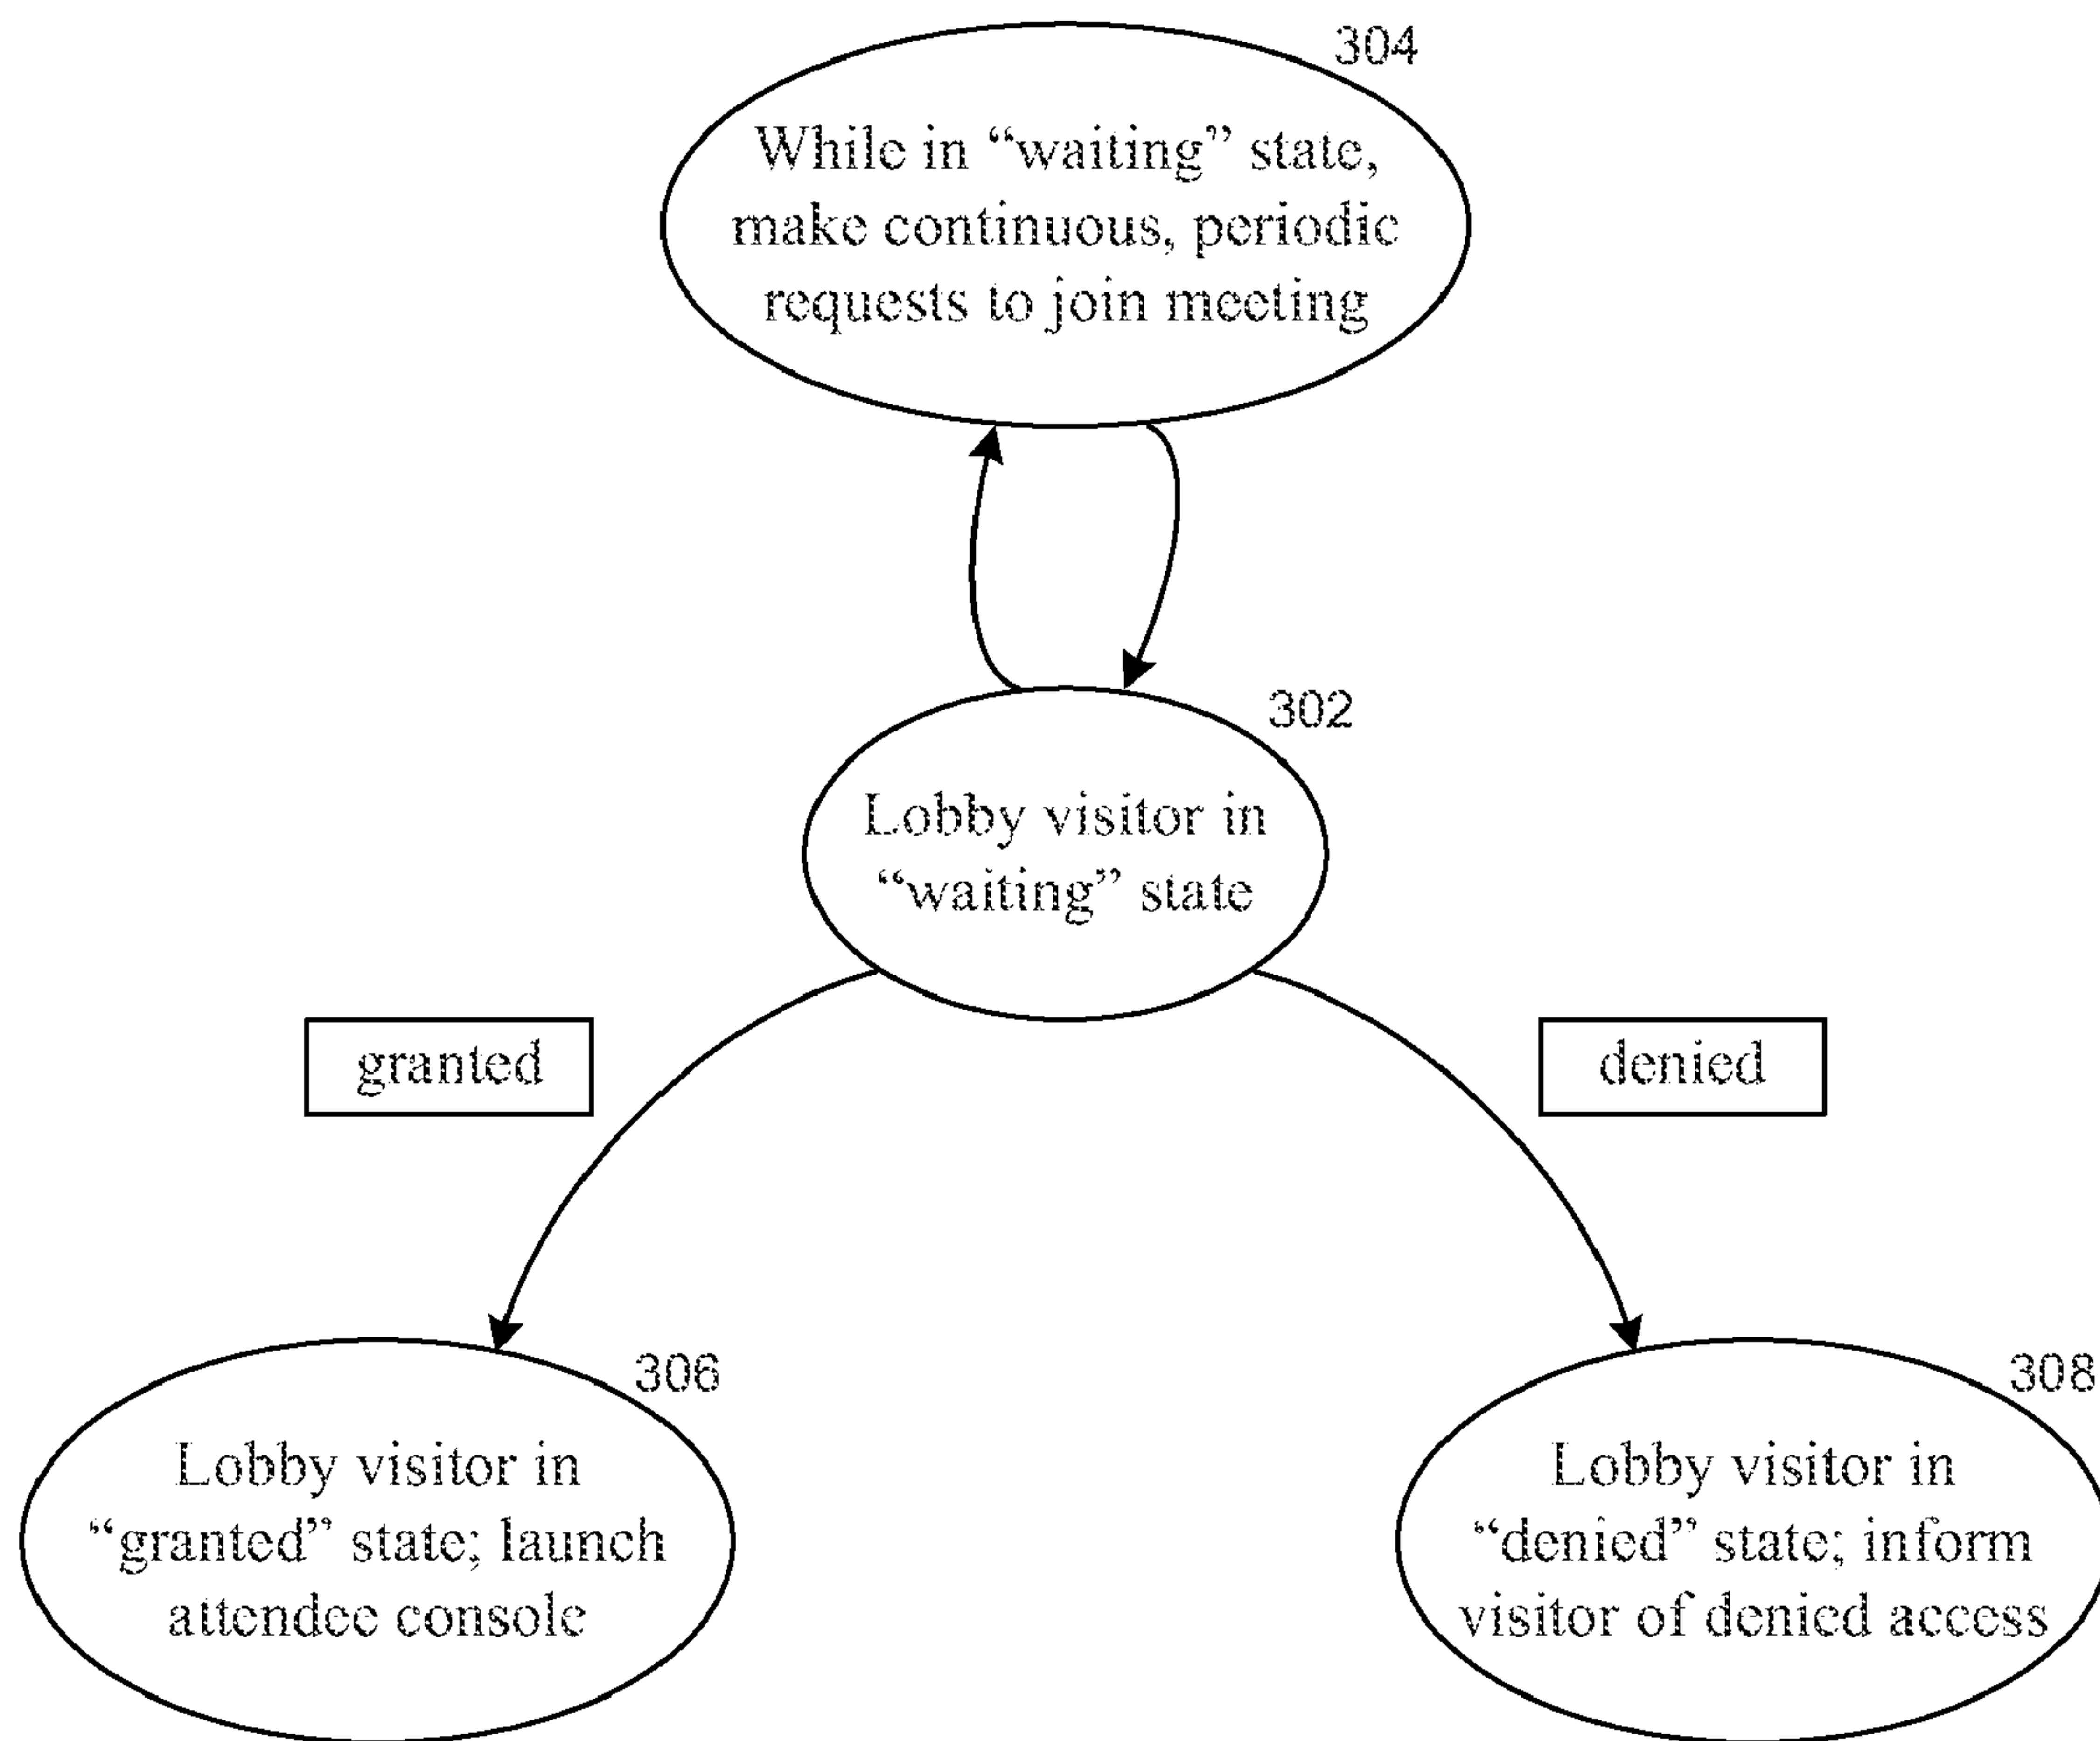 304
While in “waiting” state,
make continuous, periodic
requests to join meeting
302
Lobby visitor in
“waiting” state
granted
denied
306
Lobby visitor in
“granted” state; launch
attendee console
308
Lobby visitor in
“denied” state; inform
visitor of denied access